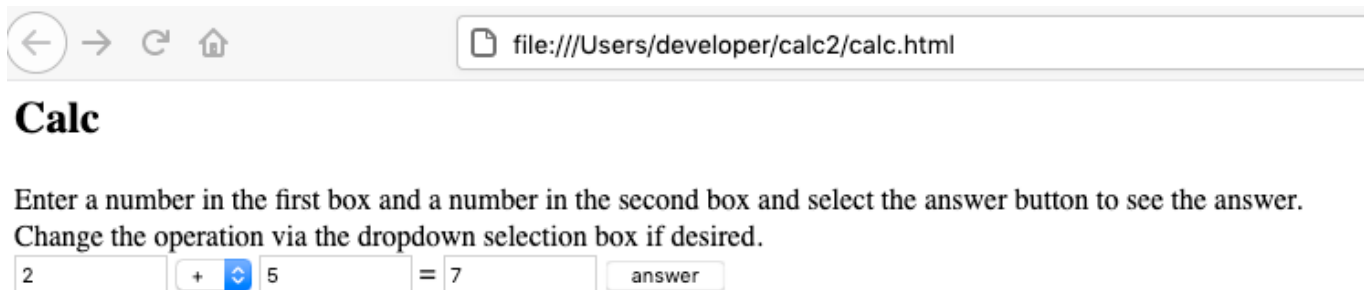 file:///Users/developer/calc2/calc.html
Calc
Enter a number in the first box and a number in the second box and select the answer button to see the answer.
Change the operation via the dropdown selection box if desired.
2 + 5 = 7 answer